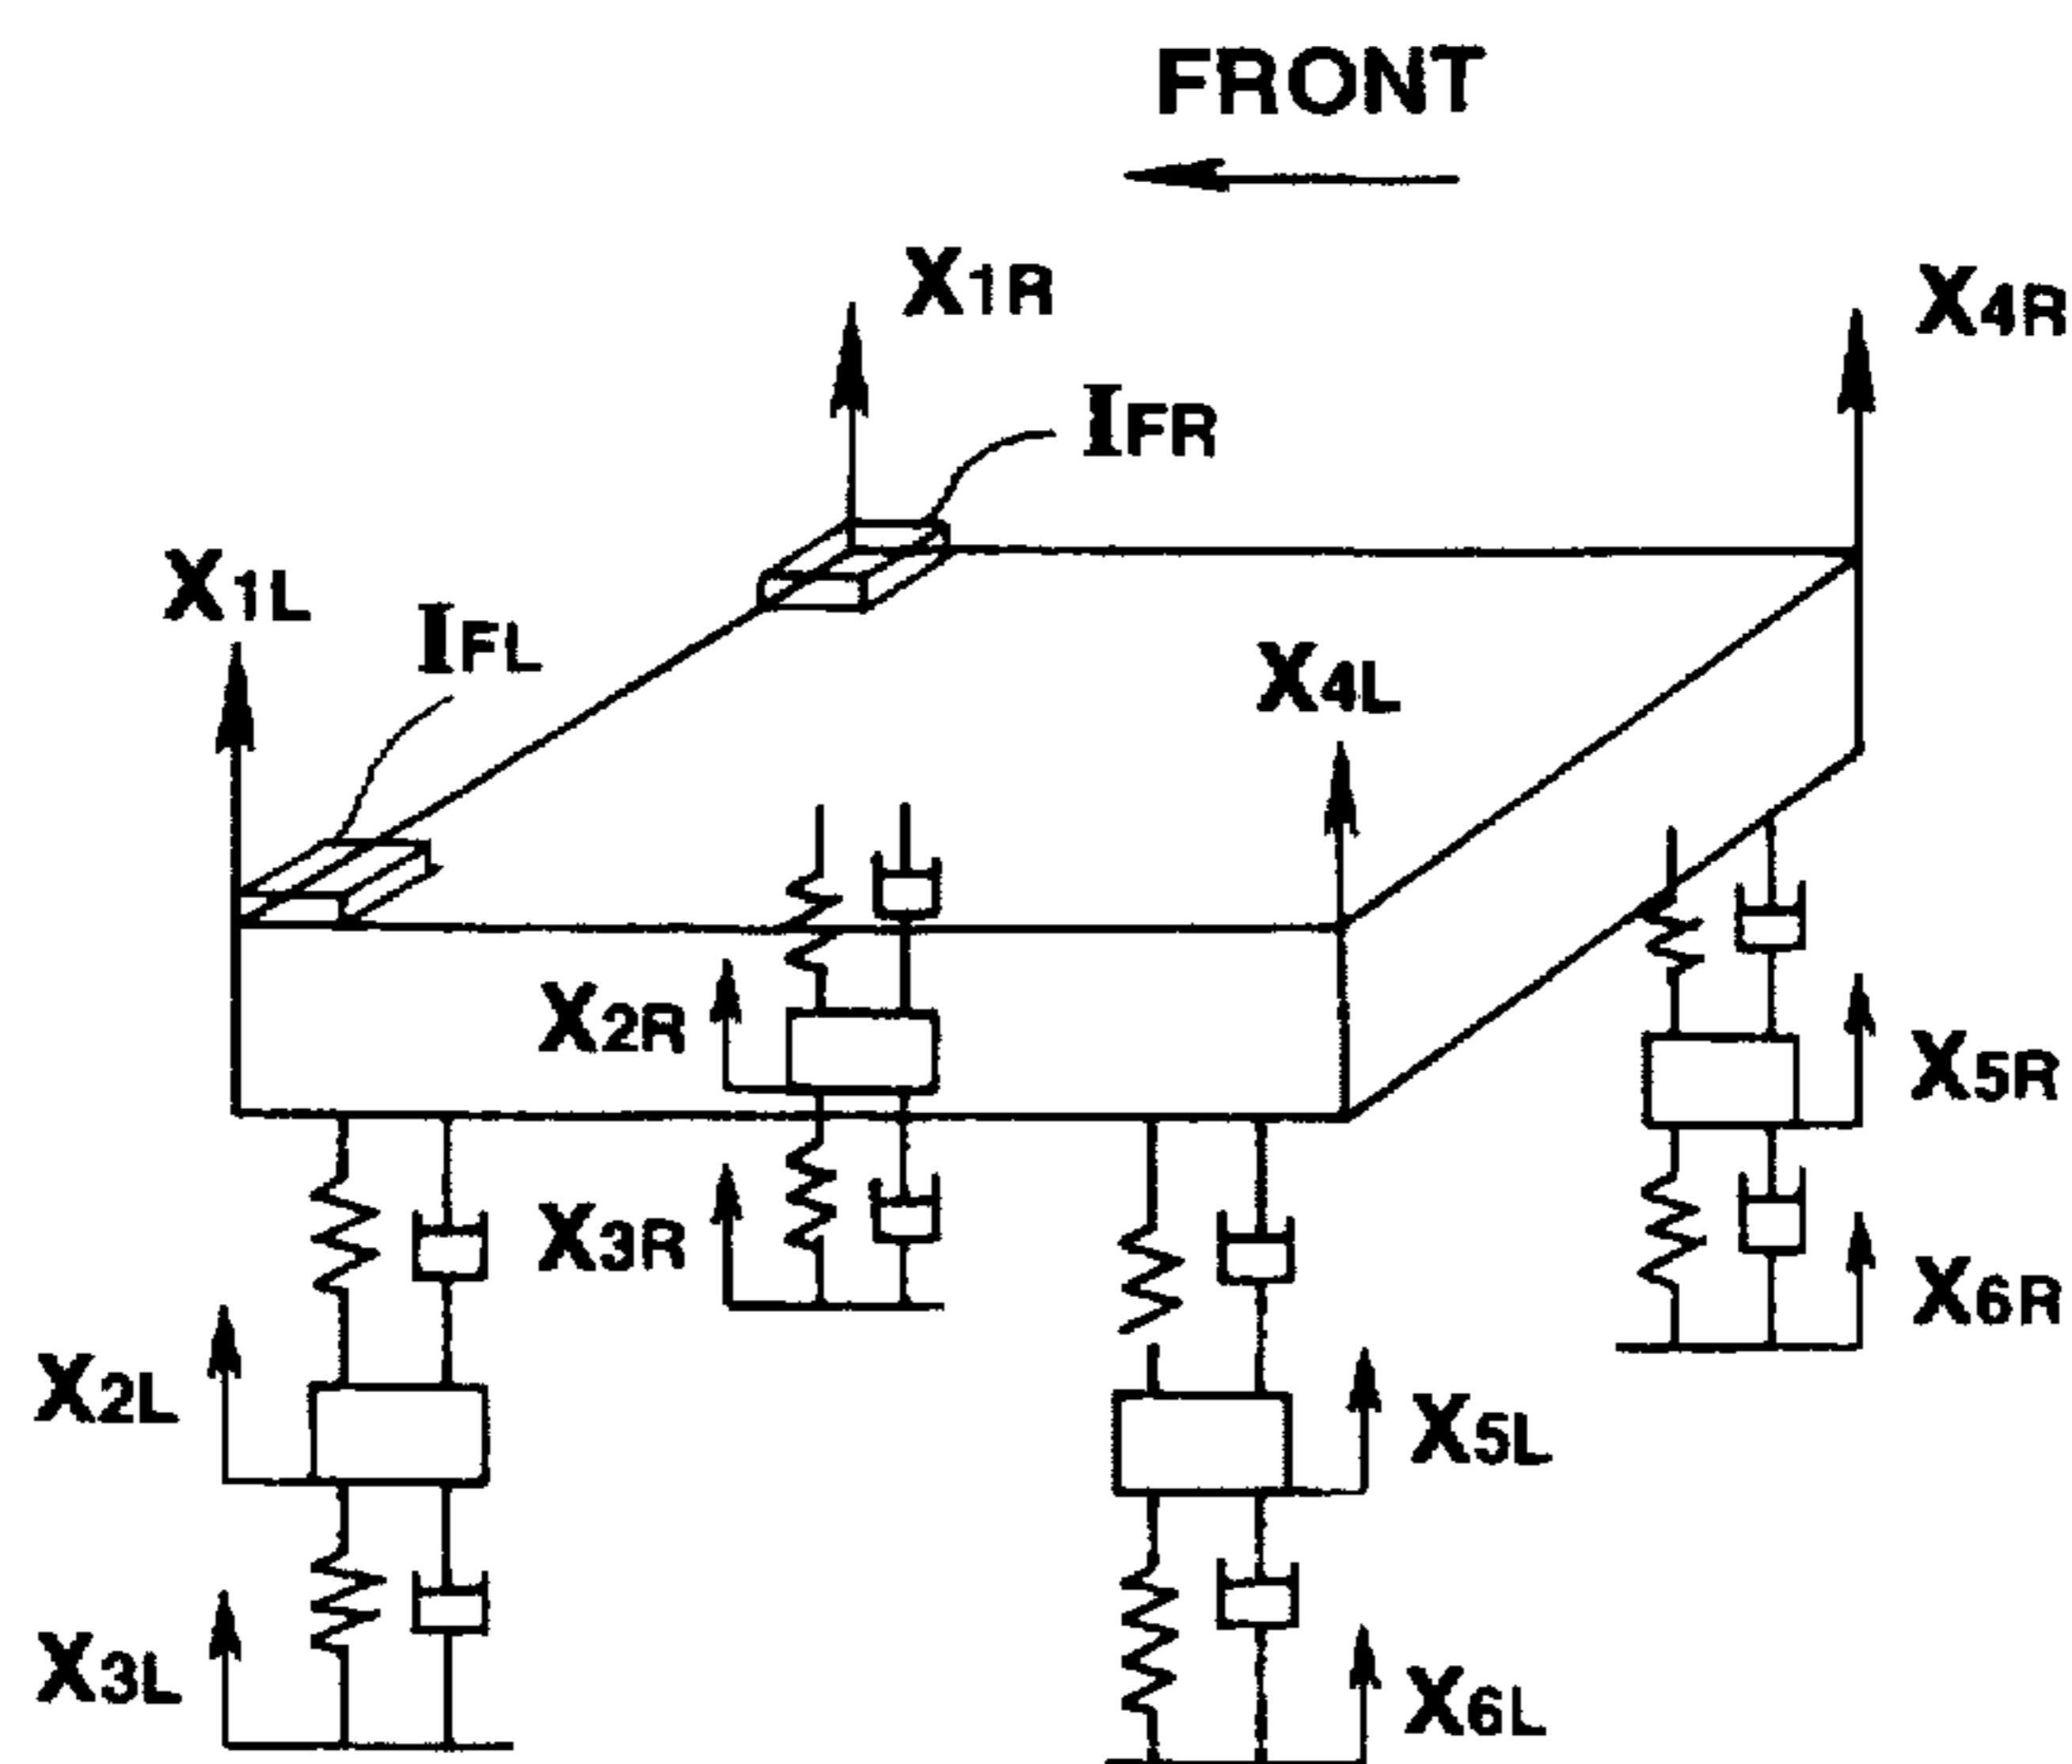 FRONT
X1R
X4R
IFR
X1L
IFL
X4L
X2R
X5R
X3R
X6R
X2L
X5L
X3L
X6L